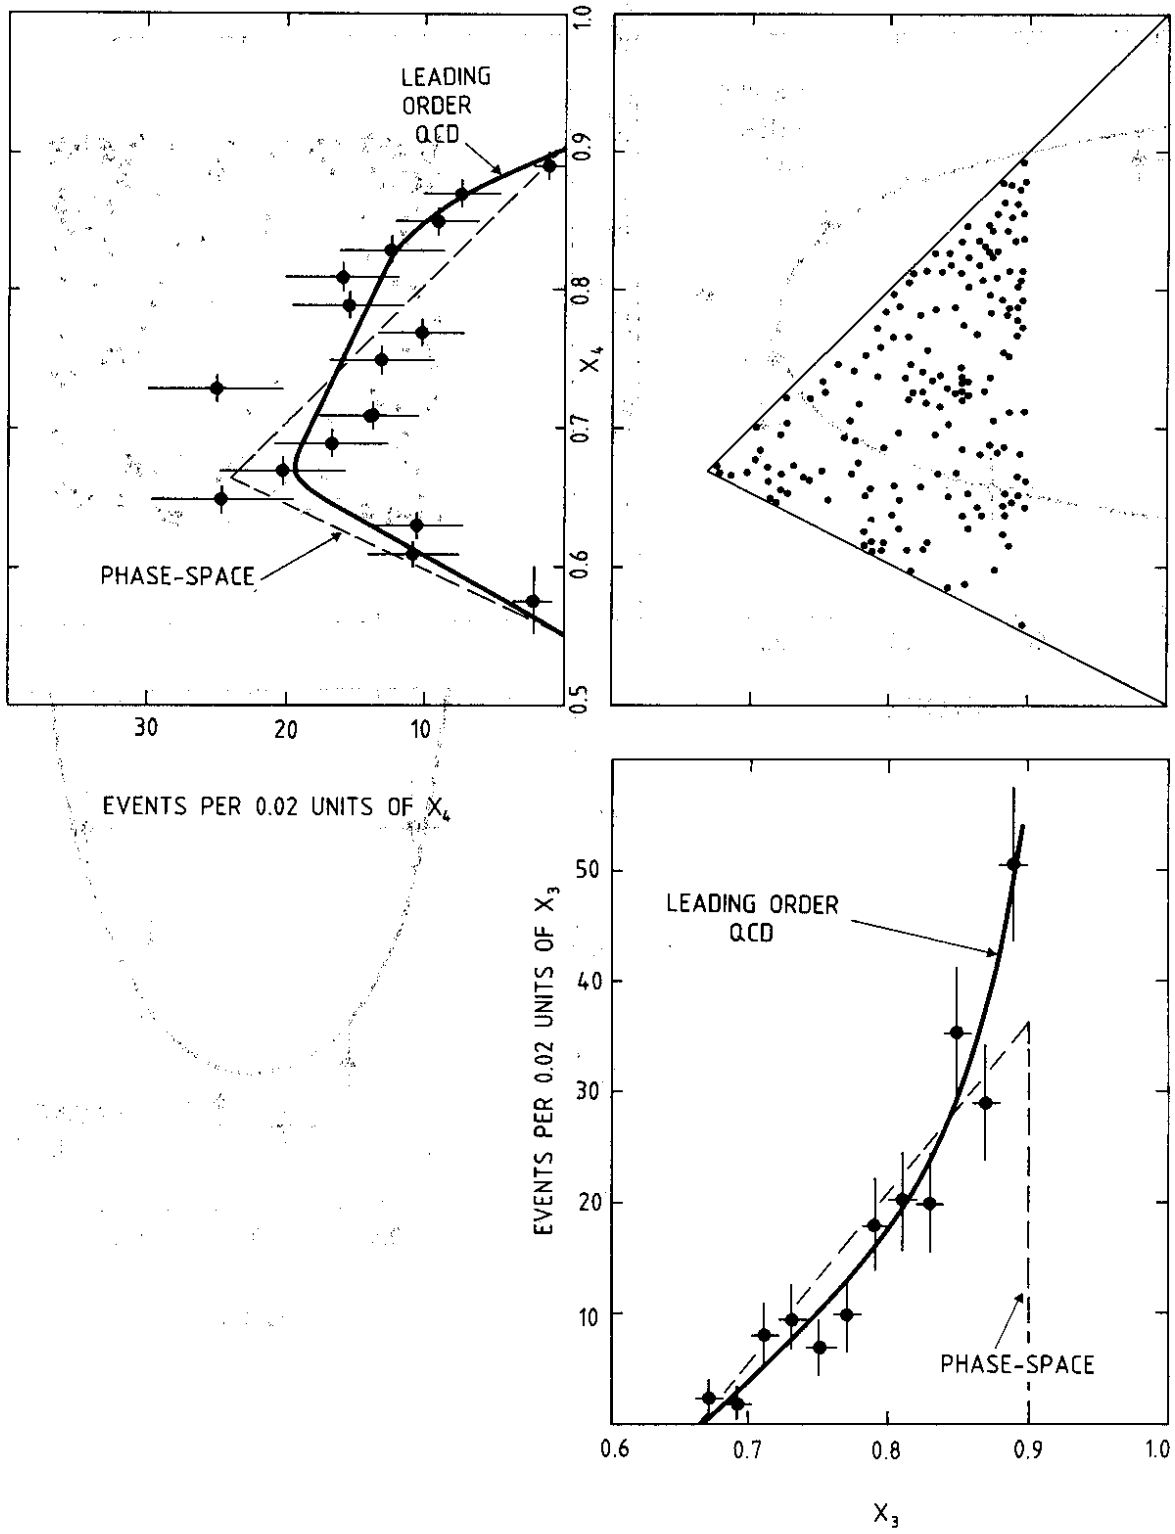 LEADING
ORDER
QCD
PHASE-SPACE
30
20
10
EVENTS PER 0.02 UNITS OF X₄
0.5
0.6
0.7
0.8
0.9
1.0
X₄
50
40
30
20
10
EVENTS PER 0.02 UNITS OF X₃
LEADING ORDER
QCD
PHASE-SPACE
0.6
0.7
0.8
0.9
1.0
X₃